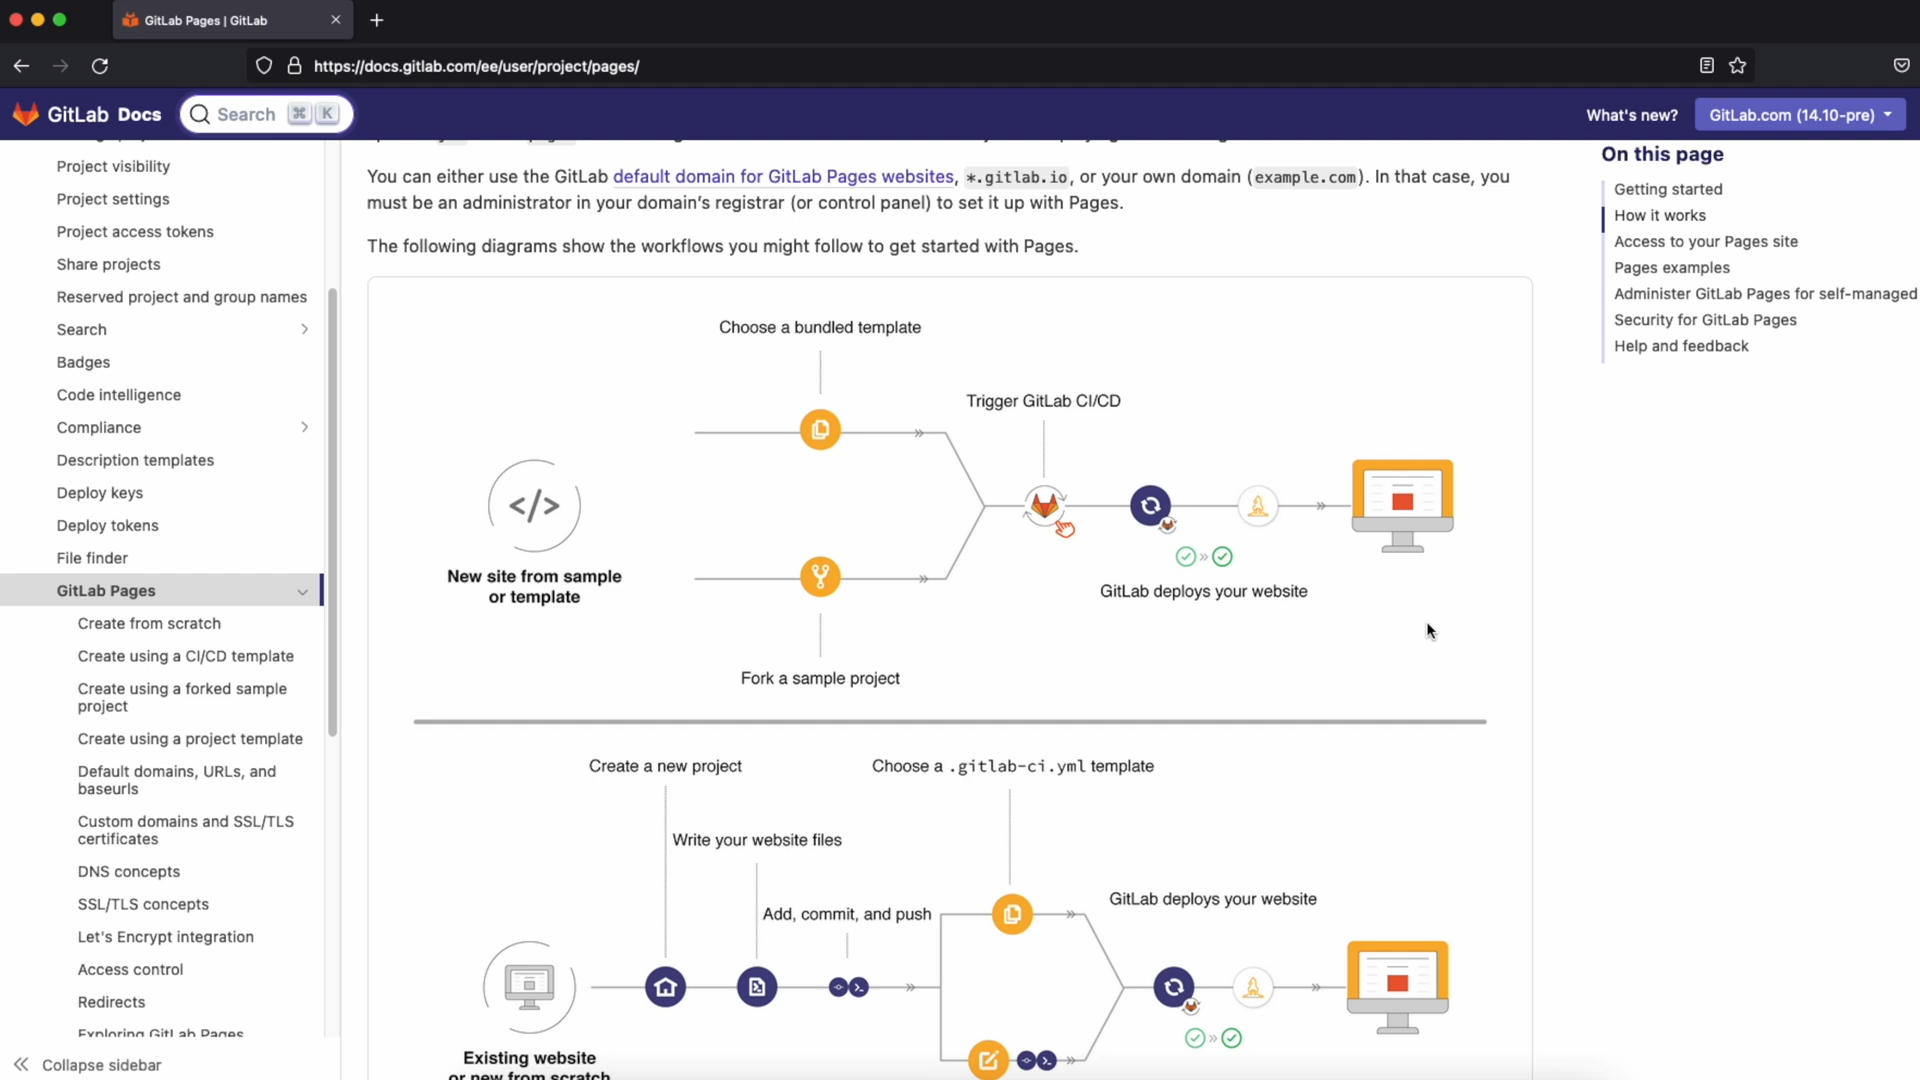 GitLab Pages | GitLab
https://docs.gitlab.com/ee/user/project/pages/
GitLab Docs
Search ⌘ K
What's new?
GitLab.com (14.10-pre)
Project visibility
Project settings
Project access tokens
Share projects
Reserved project and group names
Search
Badges
Code intelligence
Compliance
Description templates
Deploy keys
Deploy tokens
File finder
GitLab Pages
Create from scratch
Create using a CI/CD template
Create using a forked sample
project
Create using a project template
Default domains, URLs, and
baseurls
Custom domains and SSL/TLS
certificates
DNS concepts
SSL/TLS concepts
Let's Encrypt integration
Access control
Redirects
Exploring GitLab Pages
Collapse sidebar
You can either use the GitLab default domain for GitLab Pages websites, *.gitlab.io, or your own domain (example.com). In that case, you
must be an administrator in your domain's registrar (or control panel) to set it up with Pages.
The following diagrams show the workflows you might follow to get started with Pages.
Choose a bundled template
Trigger GitLab CI/CD
</>
New site from sample
or template
GitLab deploys your website
Fork a sample project
Create a new project
Choose a .gitlab-ci.yml template
Write your website files
Add, commit, and push
GitLab deploys your website
Existing website
or new from scratch
On this page
Getting started
How it works
Access to your Pages site
Pages examples
Administer GitLab Pages for self-managed
Security for GitLab Pages
Help and feedback